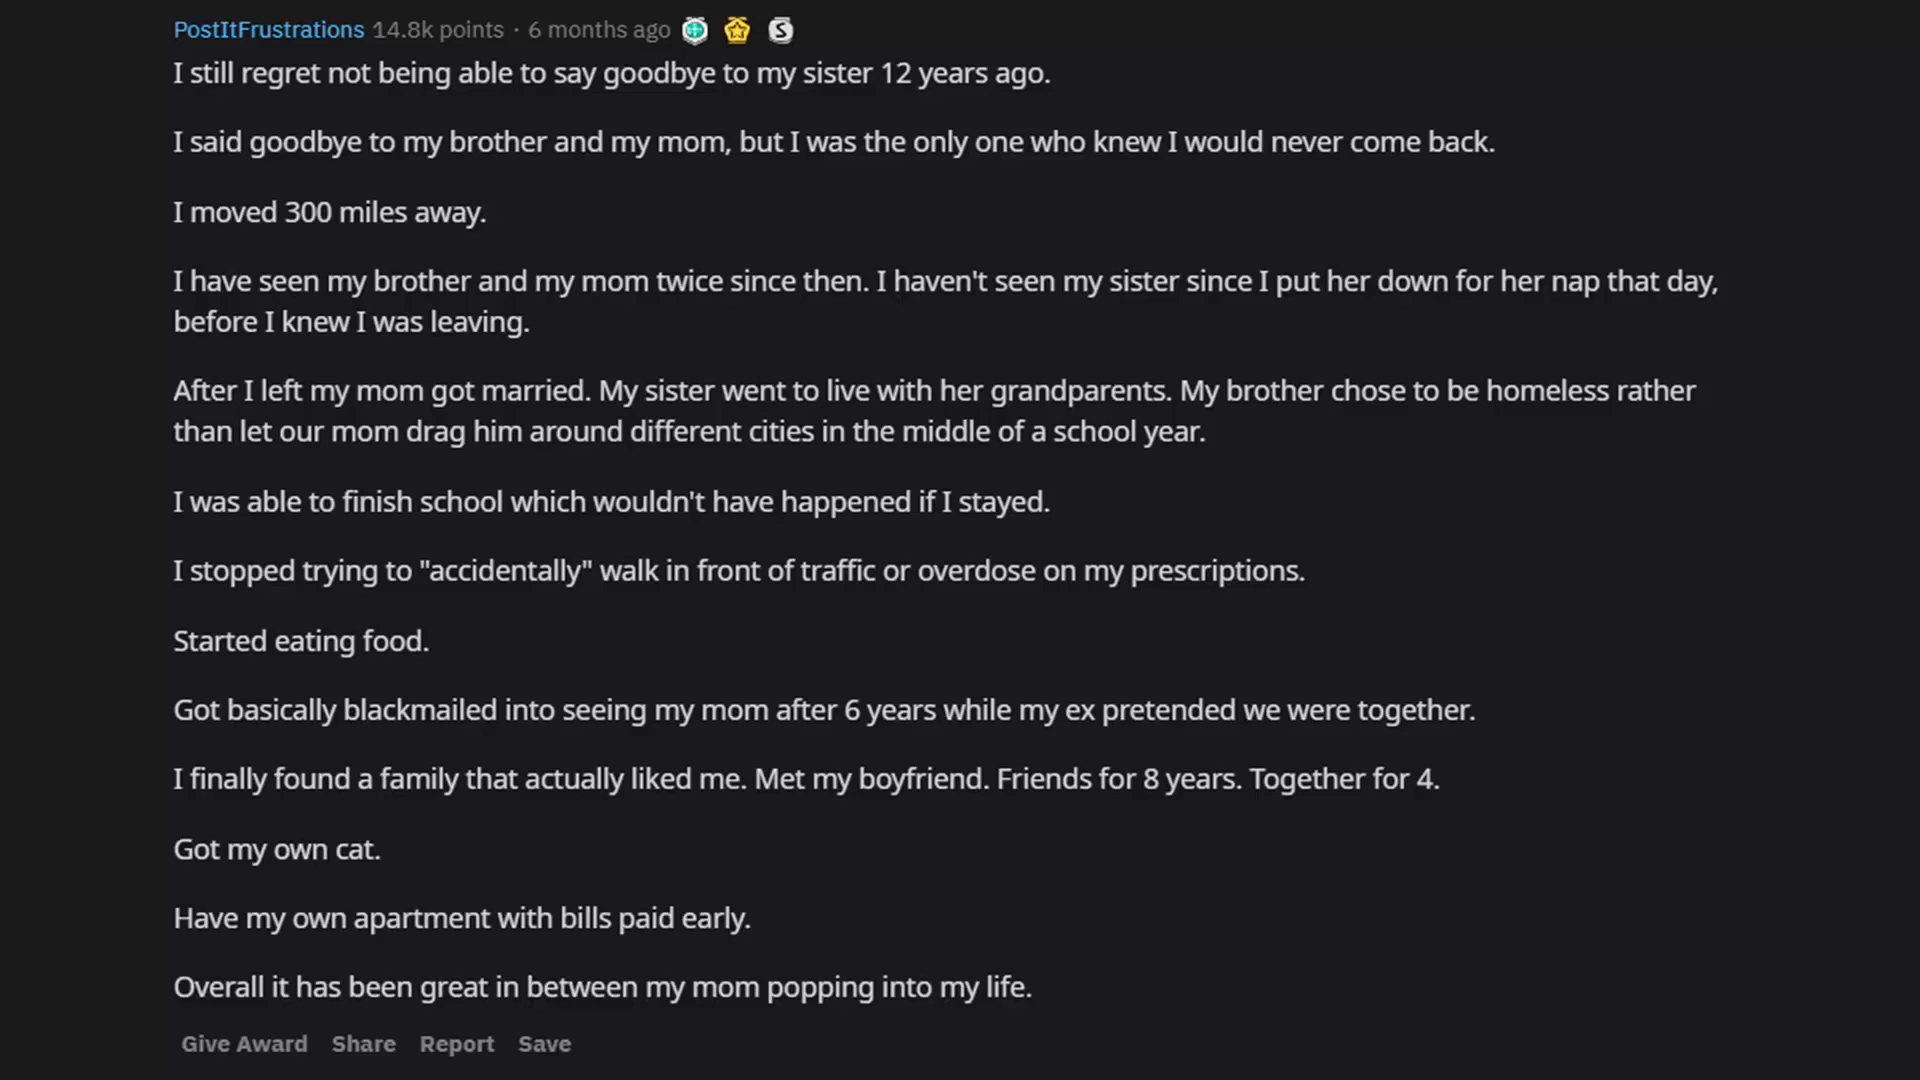 PostItFrustrations 14.8k points · 6 months ago
I still regret not being able to say goodbye to my sister 12 years ago.
I said goodbye to my brother and my mom, but I was the only one who knew I would never come back.
I moved 300 miles away.
I have seen my brother and my mom twice since then. I haven't seen my sister since I put her down for her nap that day,
before I knew I was leaving.
After I left my mom got married. My sister went to live with her grandparents. My brother chose to be homeless rather
than let our mom drag him around different cities in the middle of a school year.
I was able to finish school which wouldn't have happened if I stayed.
I stopped trying to "accidentally" walk in front of traffic or overdose on my prescriptions.
Started eating food.
Got basically blackmailed into seeing my mom after 6 years while my ex pretended we were together.
I finally found a family that actually liked me. Met my boyfriend. Friends for 8 years. Together for 4.
Got my own cat.
Have my own apartment with bills paid early.
Overall it has been great in between my mom popping into my life.
Give Award Share Report Save